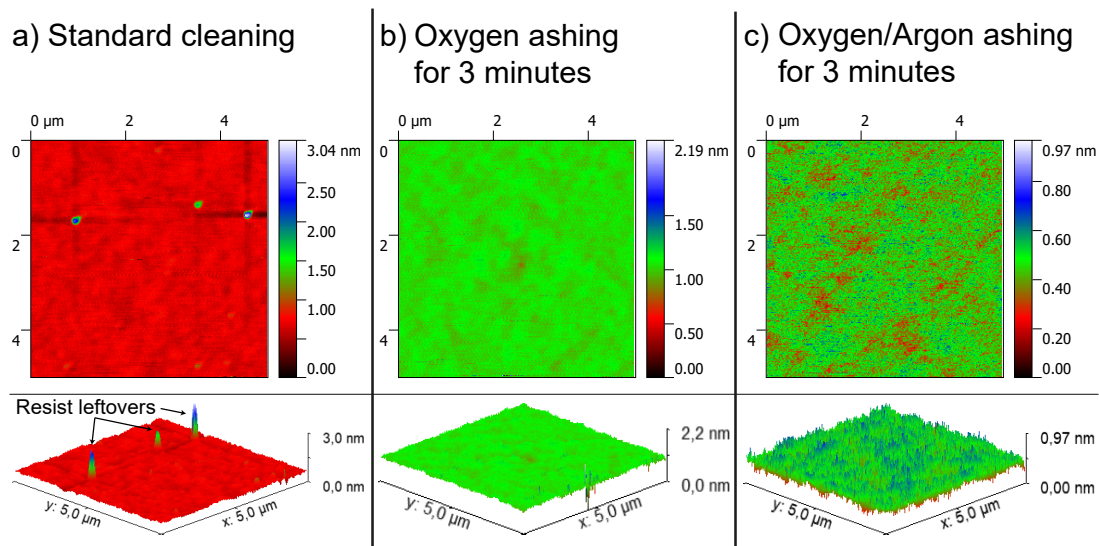 a) Standard cleaning
0 µm 2 4
0
2
4
3.04 nm
2.50
2.00
1.50
1.00
0.00
Resist leftovers
3,0 nm
0,0 nm
y: 5,0 µm
x: 5,0 µm
b) Oxygen ashing
for 3 minutes
0 µm 2 4
0
2
4
2.19 nm
1.50
1.00
0.50
0.00
2,2 nm
0,0 nm
y: 5,0 µm
x: 5,0 µm
c) Oxygen/Argon ashing
for 3 minutes
0 µm 2 4
0
2
4
0.97 nm
0.80
0.60
0.40
0.20
0.00
0,97 nm
0,00 nm
y: 5,0 µm
x: 5,0 µm